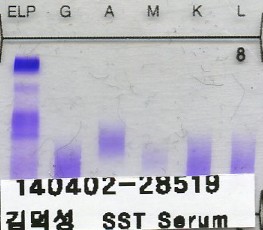 ELP G A M K L
8
140402-28519
김덕성 SST Serum